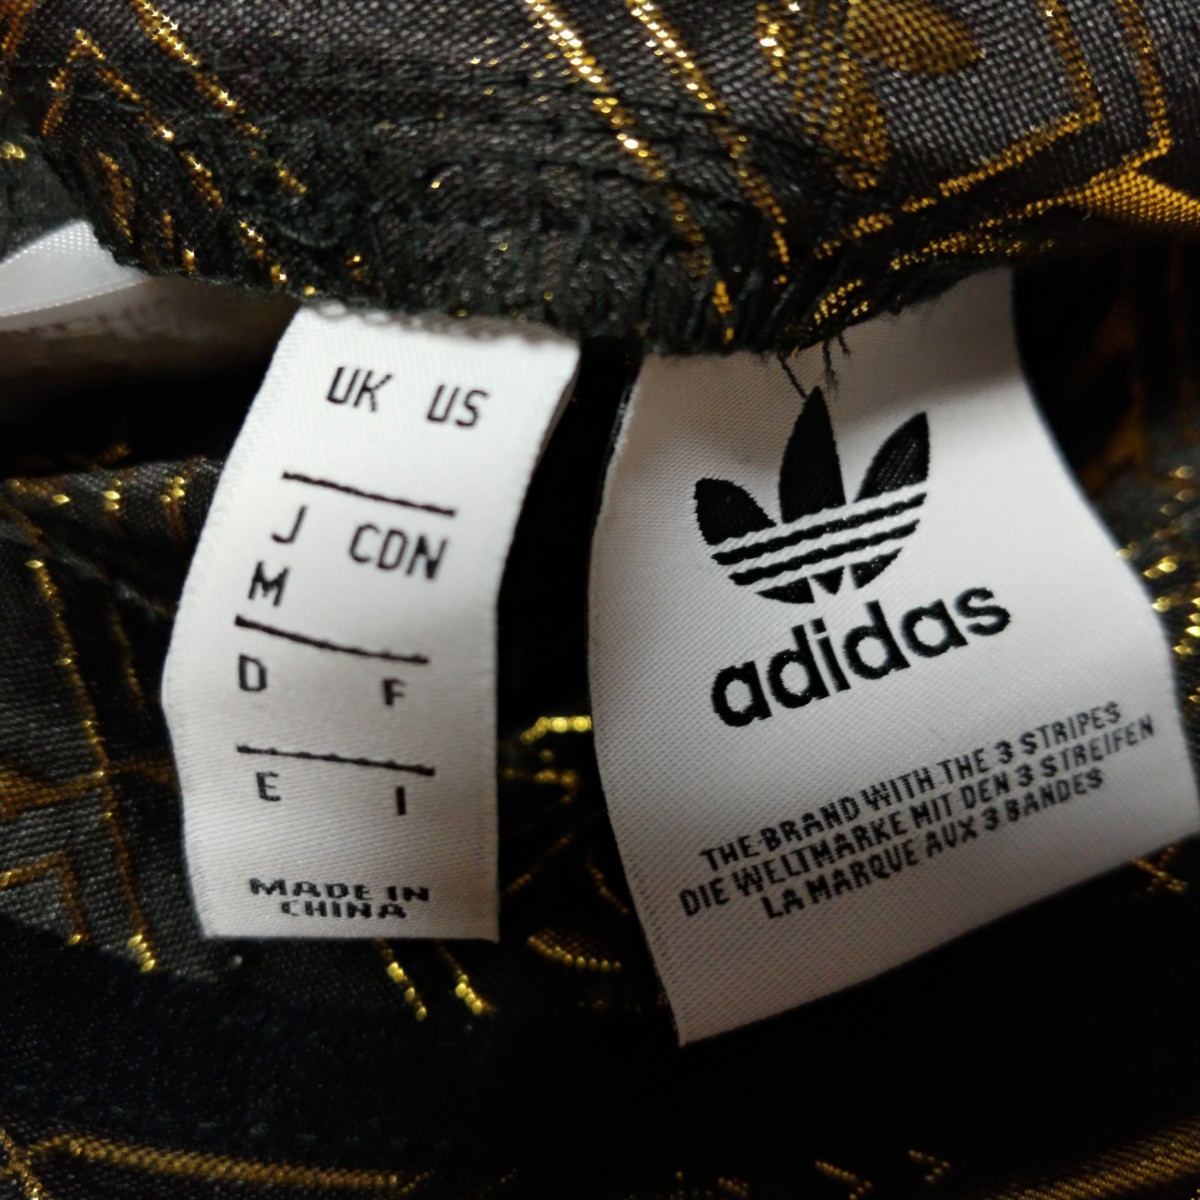 UK US
J CDN
M
D F
E I
MADE IN
CHINA
adidas
THE BRAND WITH THE 3 STRIPES
DIE WELTMARKE MIT DEN 3 STREIFEN
LA MARQUE AUX 3 BANDES